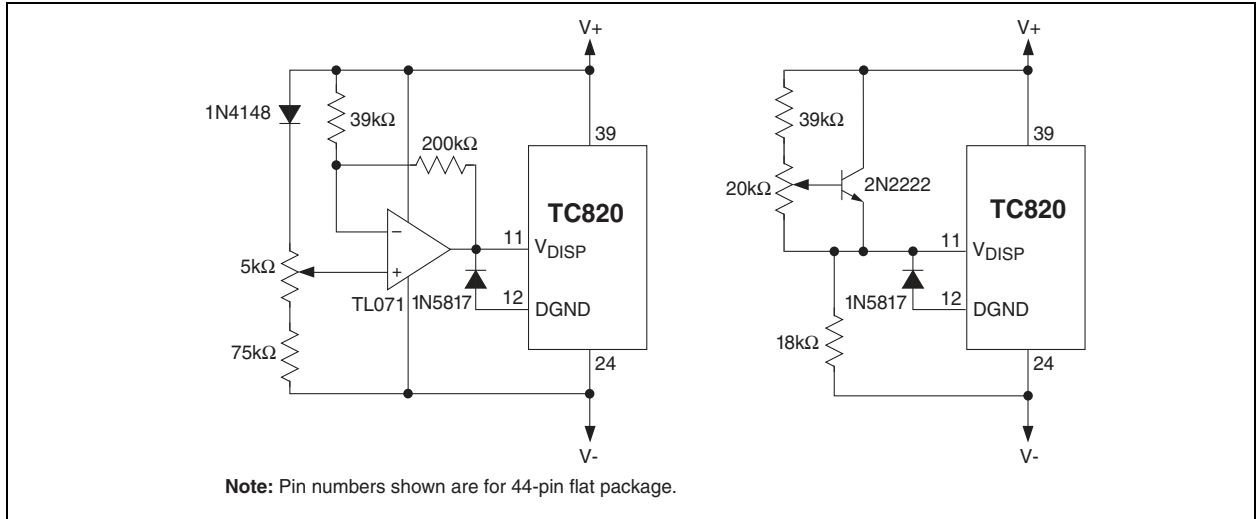 V+
1N4148
39kΩ
200kΩ
39
TC820
11
VDISP
5kΩ
TL071
1N5817
12
DGND
75kΩ
24
V-
V+
39kΩ
39
20kΩ
2N2222
TC820
11
VDISP
1N5817
12
DGND
18kΩ
24
V-
Note: Pin numbers shown are for 44-pin flat package.